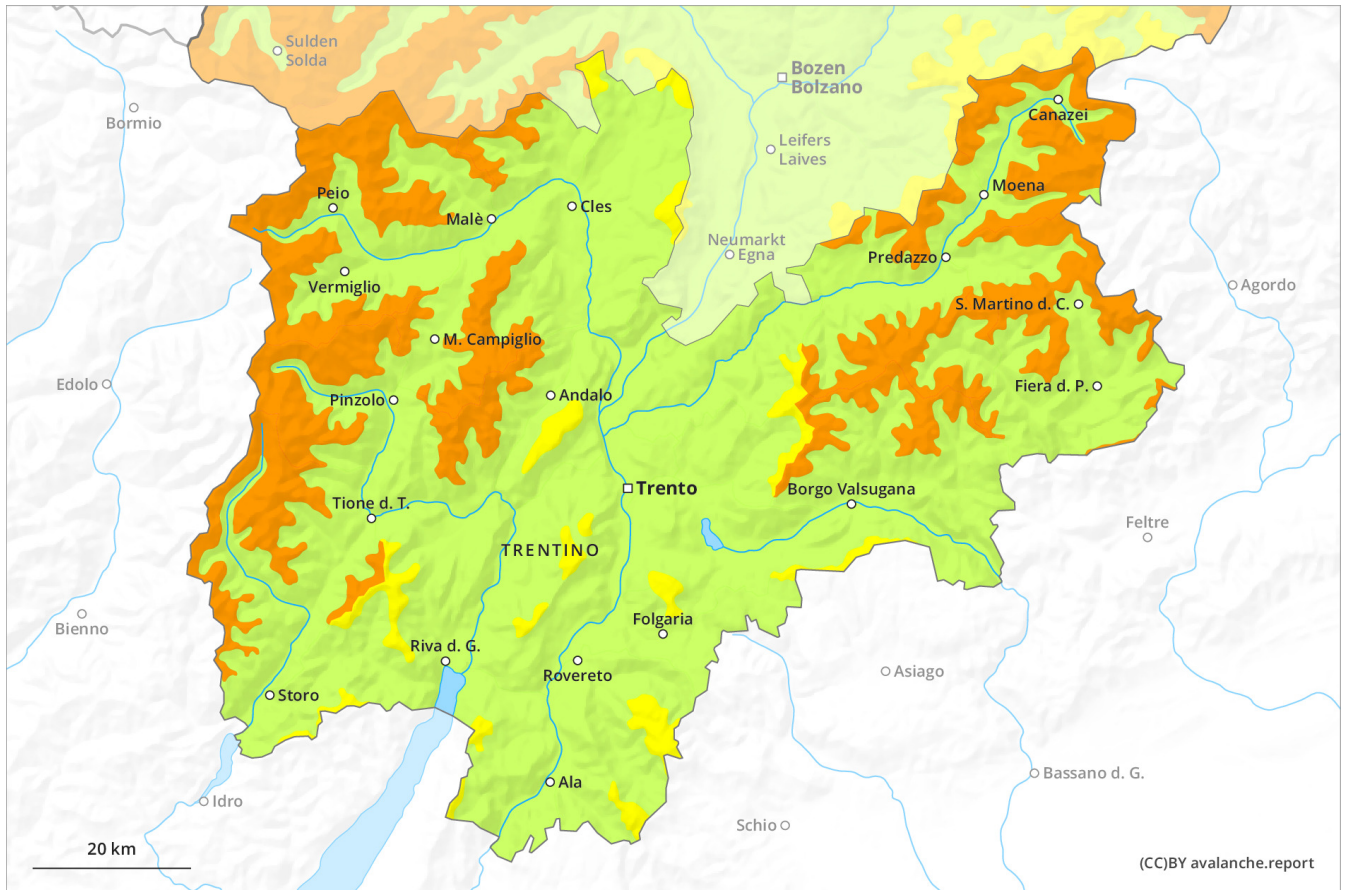 Sulden
Solda
Bozen
Bolzano
Bormio
Canazei
Leifers
Laives
Peio
Moena
Malè
Cles
Neumarkt
Egna
Predazzo
Vermiglio
Agordo
S. Martino d. C.
M. Campiglio
Edolo
Fiera d. P.
Pinzolo
Andalo
Trento
Borgo Valsugana
Tione d. T.
Feltre
TRENTINO
Folgaria
Bienno
Riva d. G.
Asiago
Rovereto
Storo
Bassano d. G.
Ala
Idro
Schio
20 km
(CC)BY avalanche.report